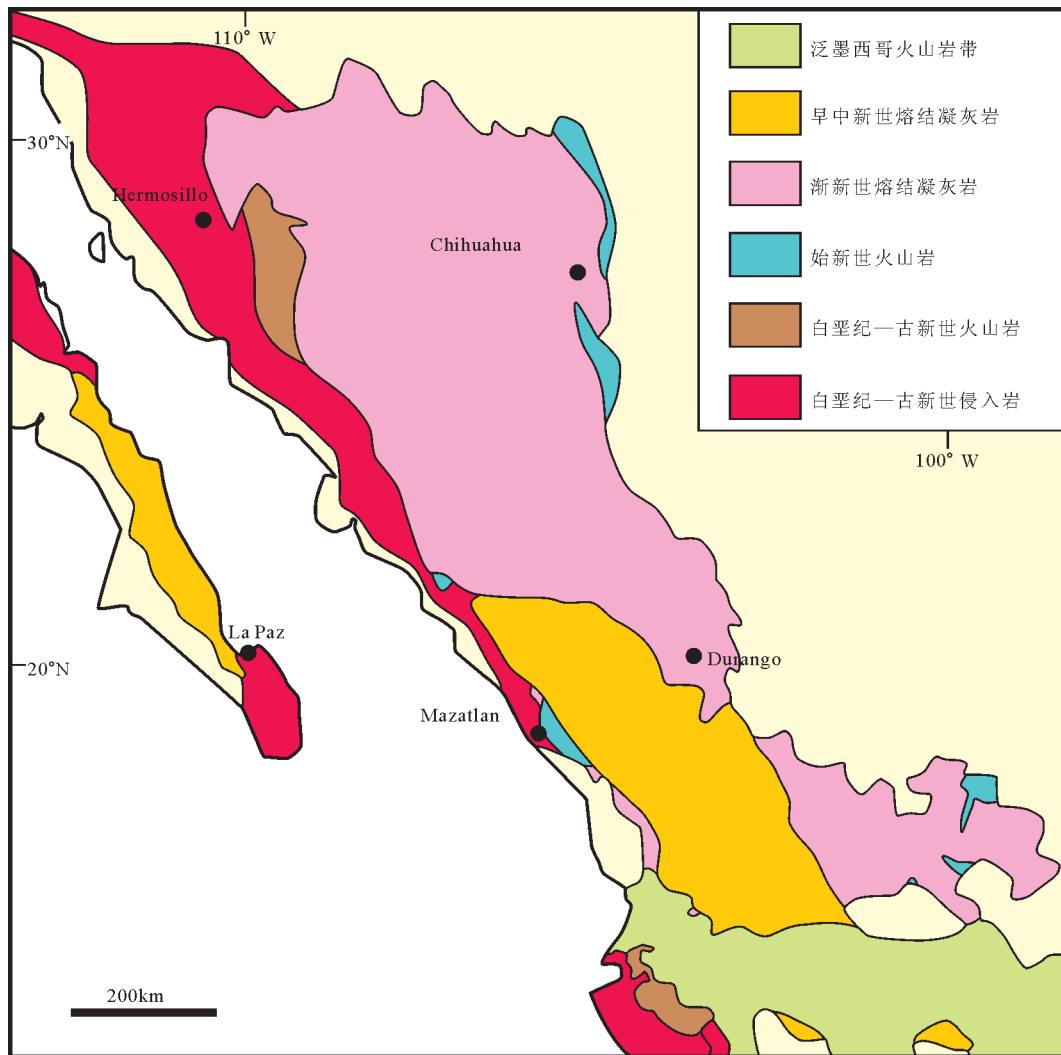 110° W
泛墨西哥火山岩带
早中新世熔结凝灰岩
30°N
渐新世熔结凝灰岩
Hermosillo
Chihuahua
始新世火山岩
白垩纪—古新世火山岩
白垩纪—古新世侵入岩
100° W
La Paz
20°N
Durango
Mazatlan
200km